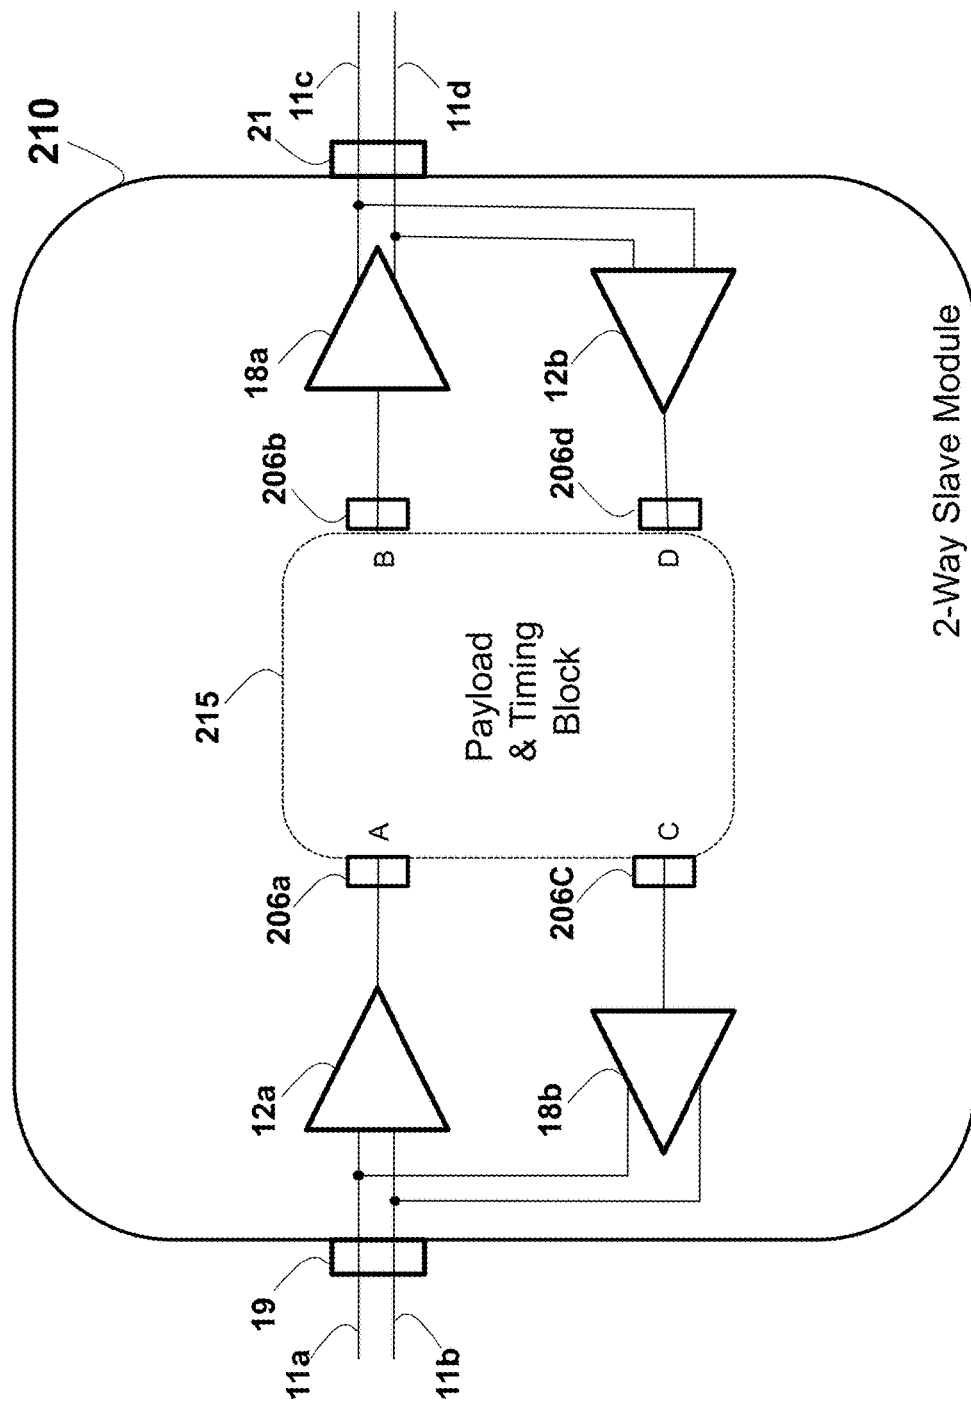 210
215
19 12a 206a 206b 18a 21
11a 11c
A B
11b 11d
Payload
& Timing
Block
18b 206C 206d 12b
C D
2-Way Slave Module